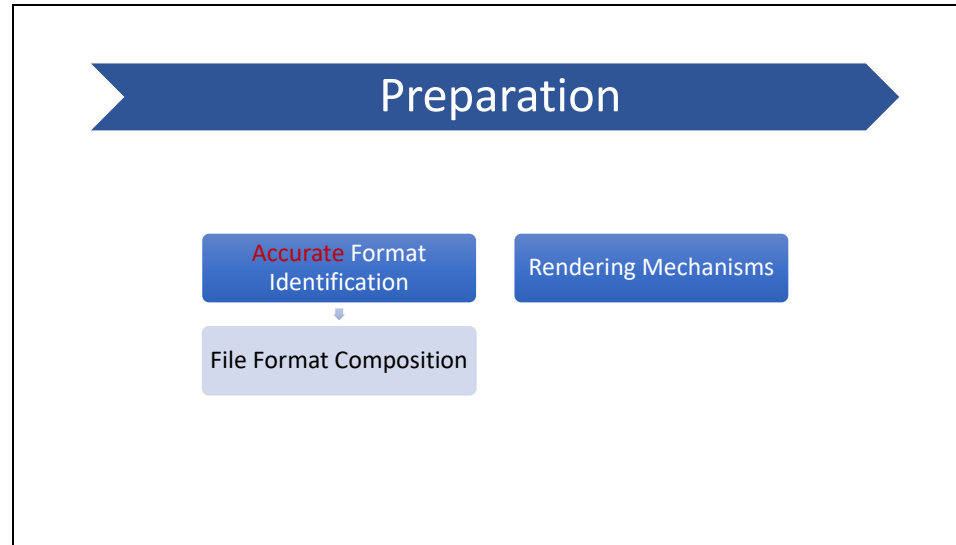 Preparation
Accurate Format
Identification
Rendering Mechanisms
File Format Composition